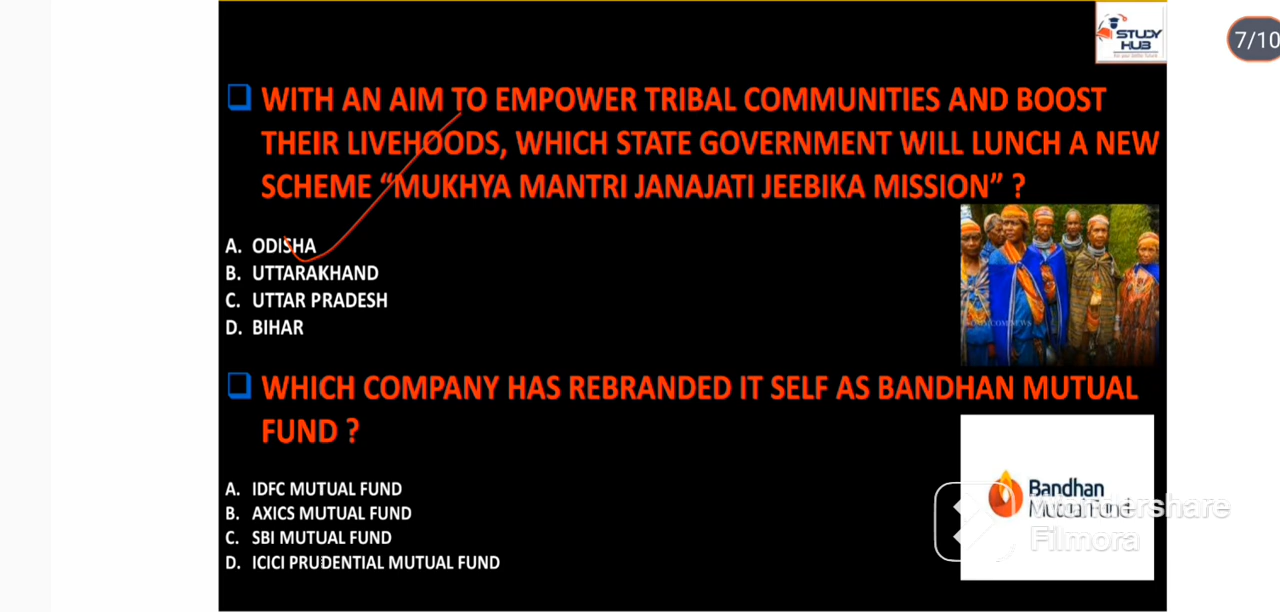 STUDY
HUB
7/10
WITH AN AIM TO EMPOWER TRIBAL COMMUNITIES AND BOOST
THEIR LIVEHOODS, WHICH STATE GOVERNMENT WILL LUNCH A NEW
SCHEME “MUKHYA MANTRI JANAJATI JEEBIKA MISSION” ?
A. ODISHA
B. UTTARAKHAND
C. UTTAR PRADESH
D. BIHAR
WHICH COMPANY HAS REBRANDED IT SELF AS BANDHAN MUTUAL
FUND ?
A. IDFC MUTUAL FUND
B. AXICS MUTUAL FUND
C. SBI MUTUAL FUND
D. ICICI PRUDENTIAL MUTUAL FUND
Bandhan
Mutual Fund
Wondershare
Filmora